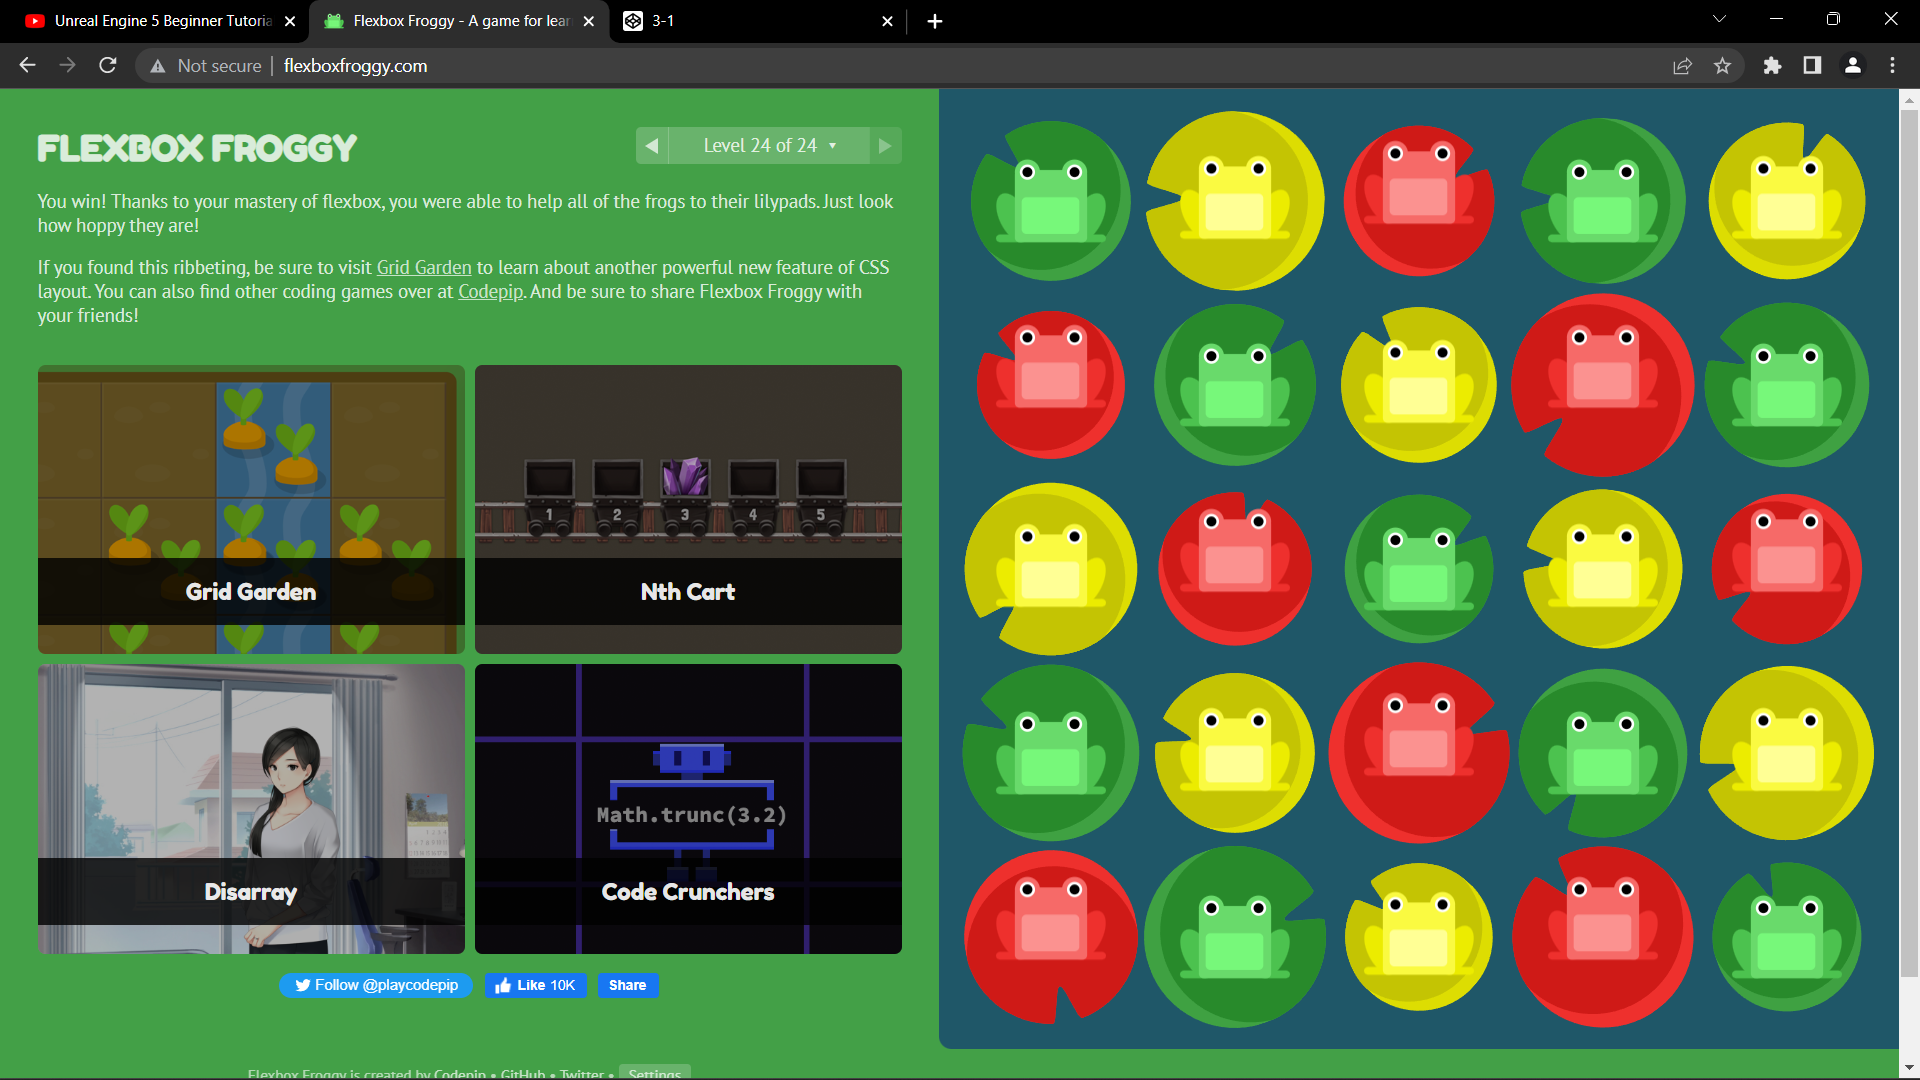 Unreal Engine 5 Beginner Tutoria
Flexbox Froggy - A game for lear
3-1
Not secure
flexboxfroggy.com
FLEXBOX FROGGY
Level 24 of 24
You win! Thanks to your mastery of flexbox, you were able to help all of the frogs to their lilypads. Just look
how hoppy they are!
If you found this ribbeting, be sure to visit Grid Garden to learn about another powerful new feature of CSS
layout. You can also find other coding games over at Codepip. And be sure to share Flexbox Froggy with
your friends!
1 2 3 4 5
Grid Garden
Nth Cart
Math.trunc(3.2)
Disarray
Code Crunchers
Follow @playcodepip
Like 10K
Share
Flexbox Froggy is created by Codepip • GitHub • Twitter • Settings